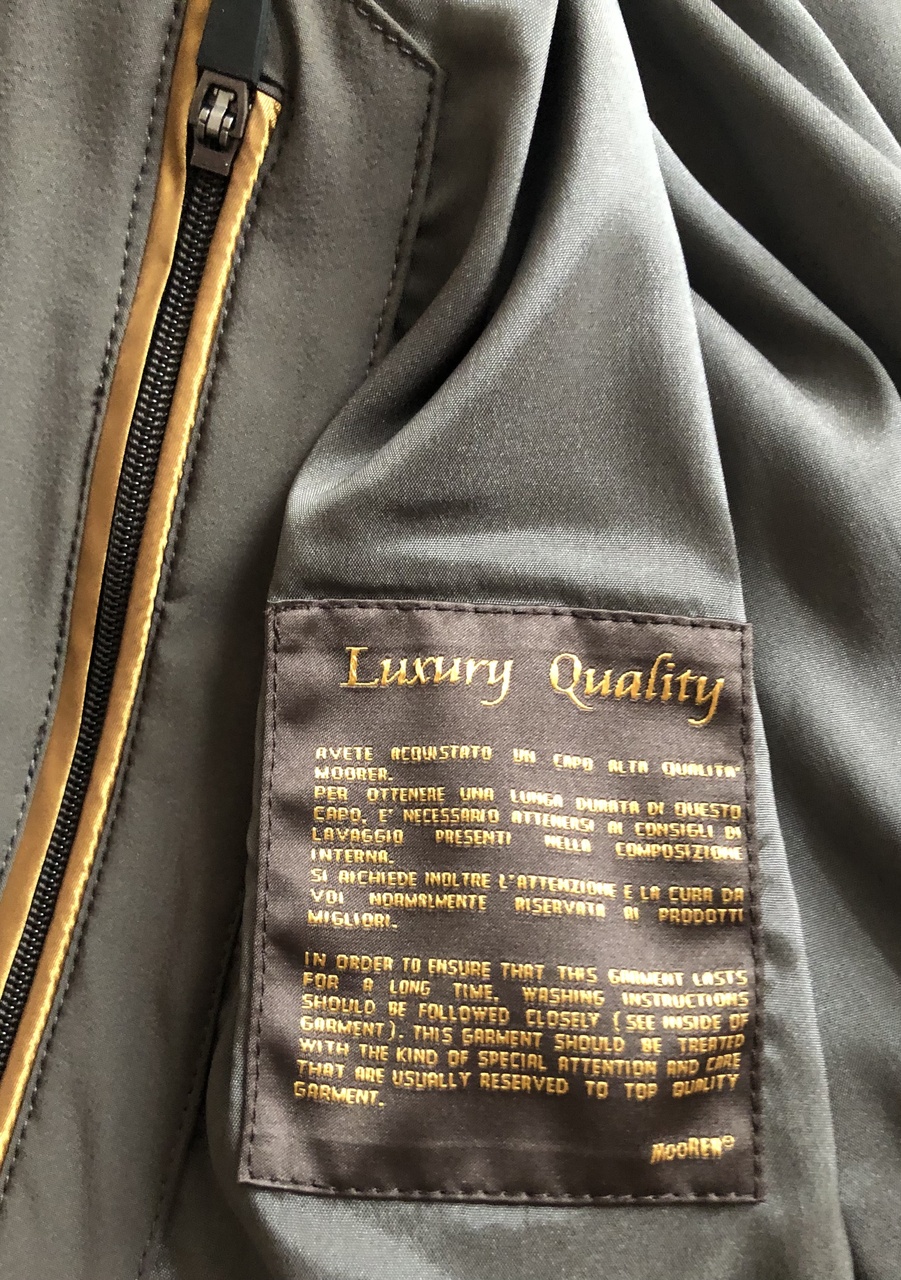 Luxury Quality
AVETE ACQUISTATO UN CAPO ALTA QUALITA'
MOORER.
PER OTTENERE UNA LUNGA DURATA DI QUESTO
CAPO, E' NECESSARIO ATTENERSI AI CONSIGLI DI
LAVAGGIO PRESENTI NELLA COMPOSIZIONE
INTERNA.
SI RICHIEDE INOLTRE L'ATTENZIONE E LA CURA DA
VOI NORMALMENTE RISERVATA AI PRODOTTI
MIGLIORI.
IN ORDER TO ENSURE THAT THIS GARMENT LASTS
FOR A LONG TIME, WASHING INSTRUCTIONS
SHOULD BE FOLLOWED CLOSELY (SEE INSIDE OF
GARMENT). THIS GARMENT SHOULD BE TREATED
WITH THE KIND OF SPECIAL ATTENTION AND CARE
THAT ARE USUALLY RESERVED TO TOP QUALITY
GARMENT.
MOORER®